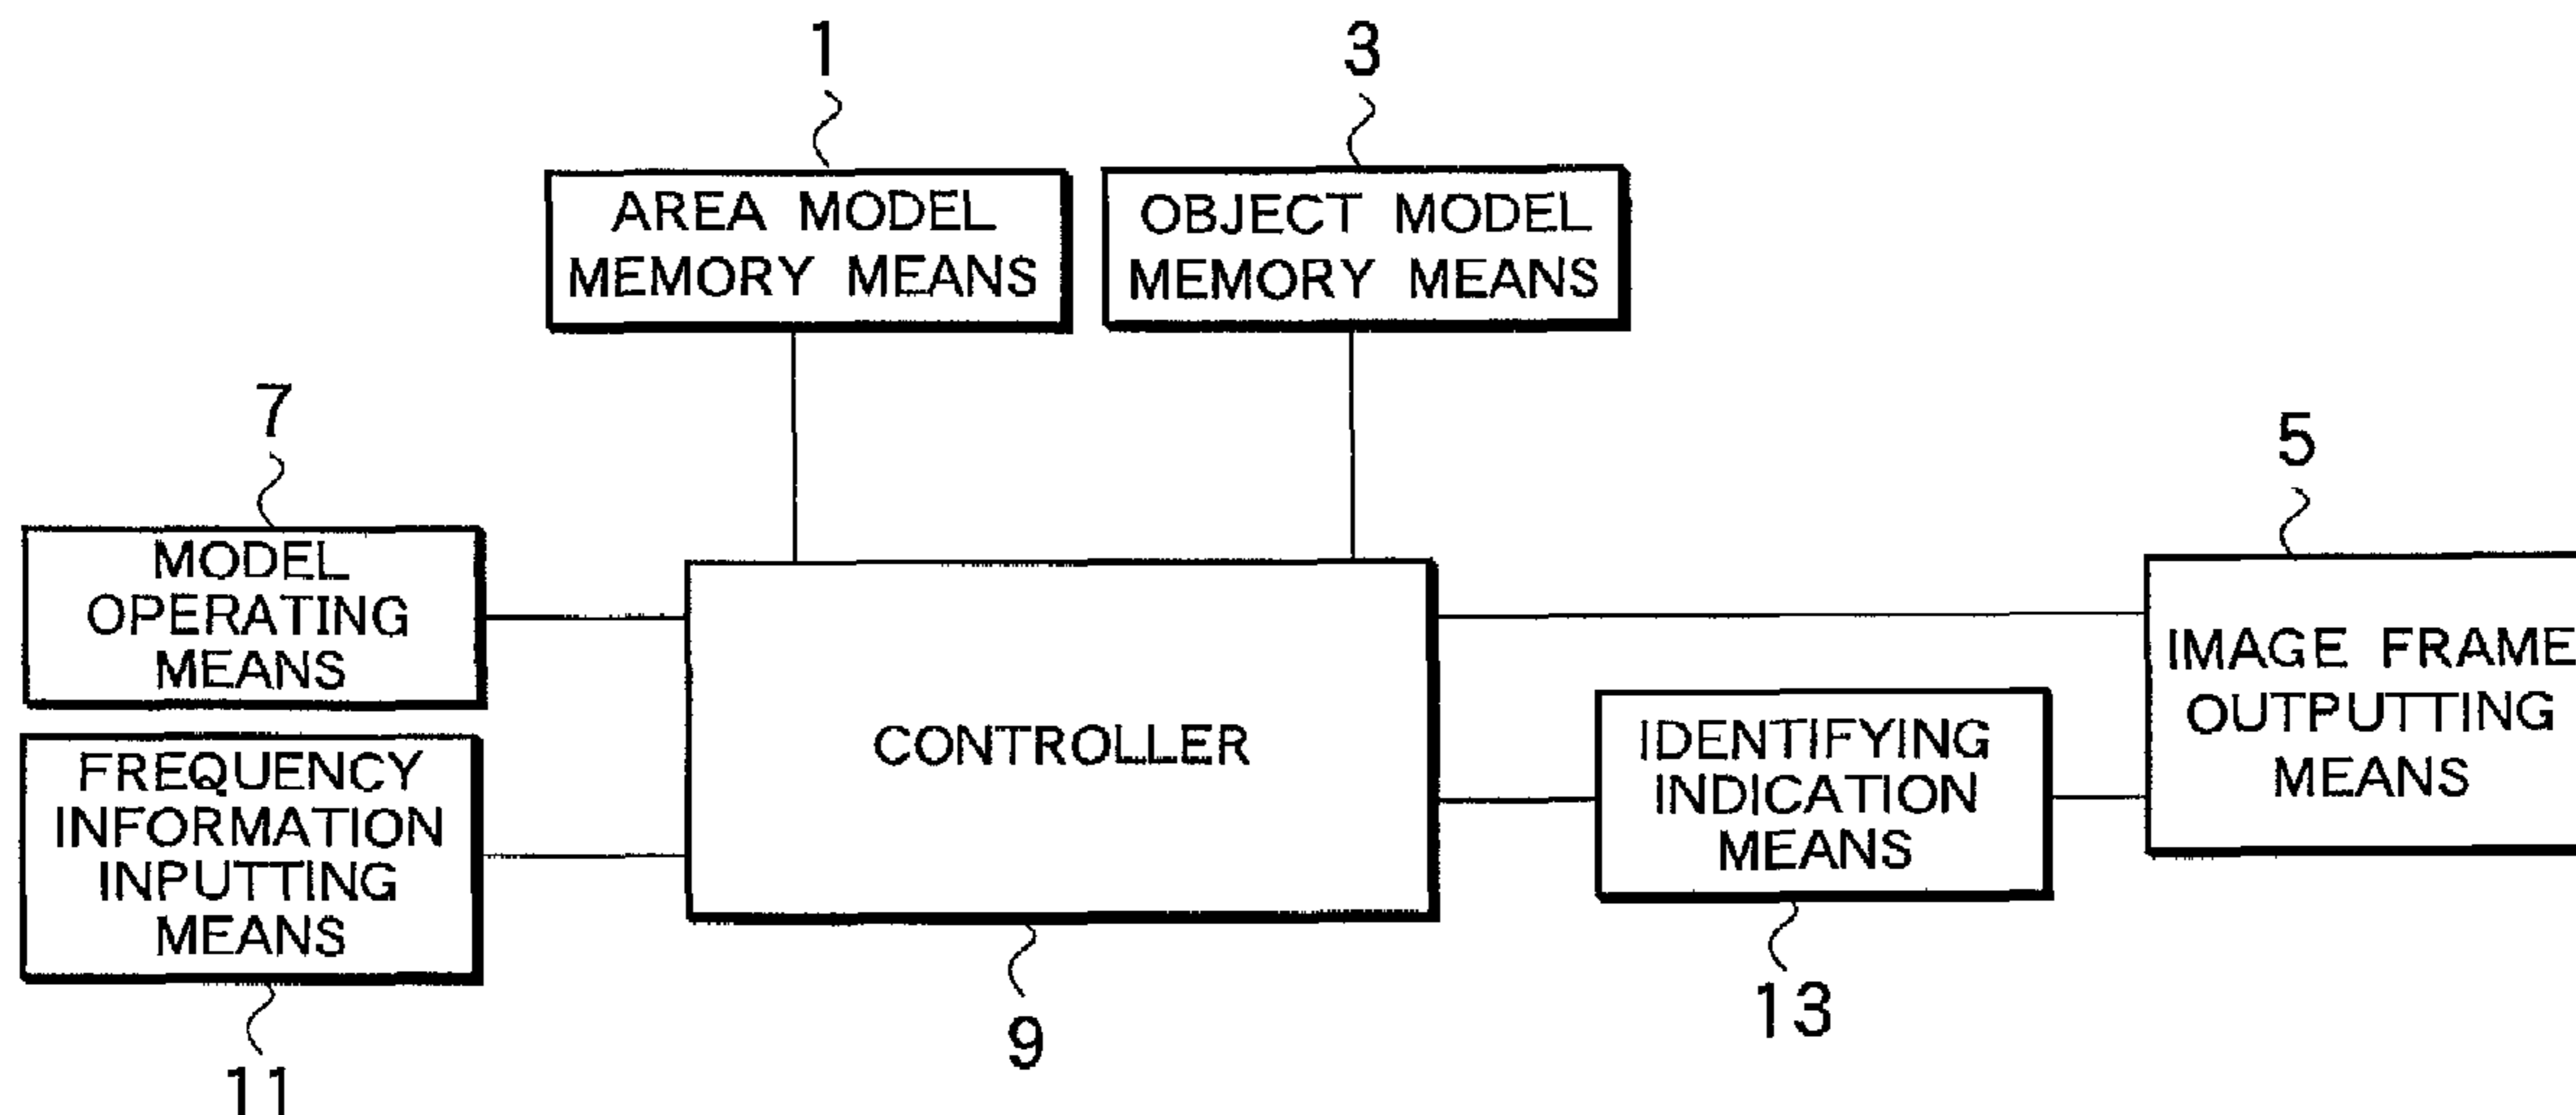 1
3
AREA MODEL
MEMORY MEANS
OBJECT MODEL
MEMORY MEANS
7
5
MODEL
OPERATING
MEANS
FREQUENCY
INFORMATION
INPUTTING
MEANS
CONTROLLER
IDENTIFYING
INDICATION
MEANS
IMAGE FRAME
OUTPUTTING
MEANS
11
9
13